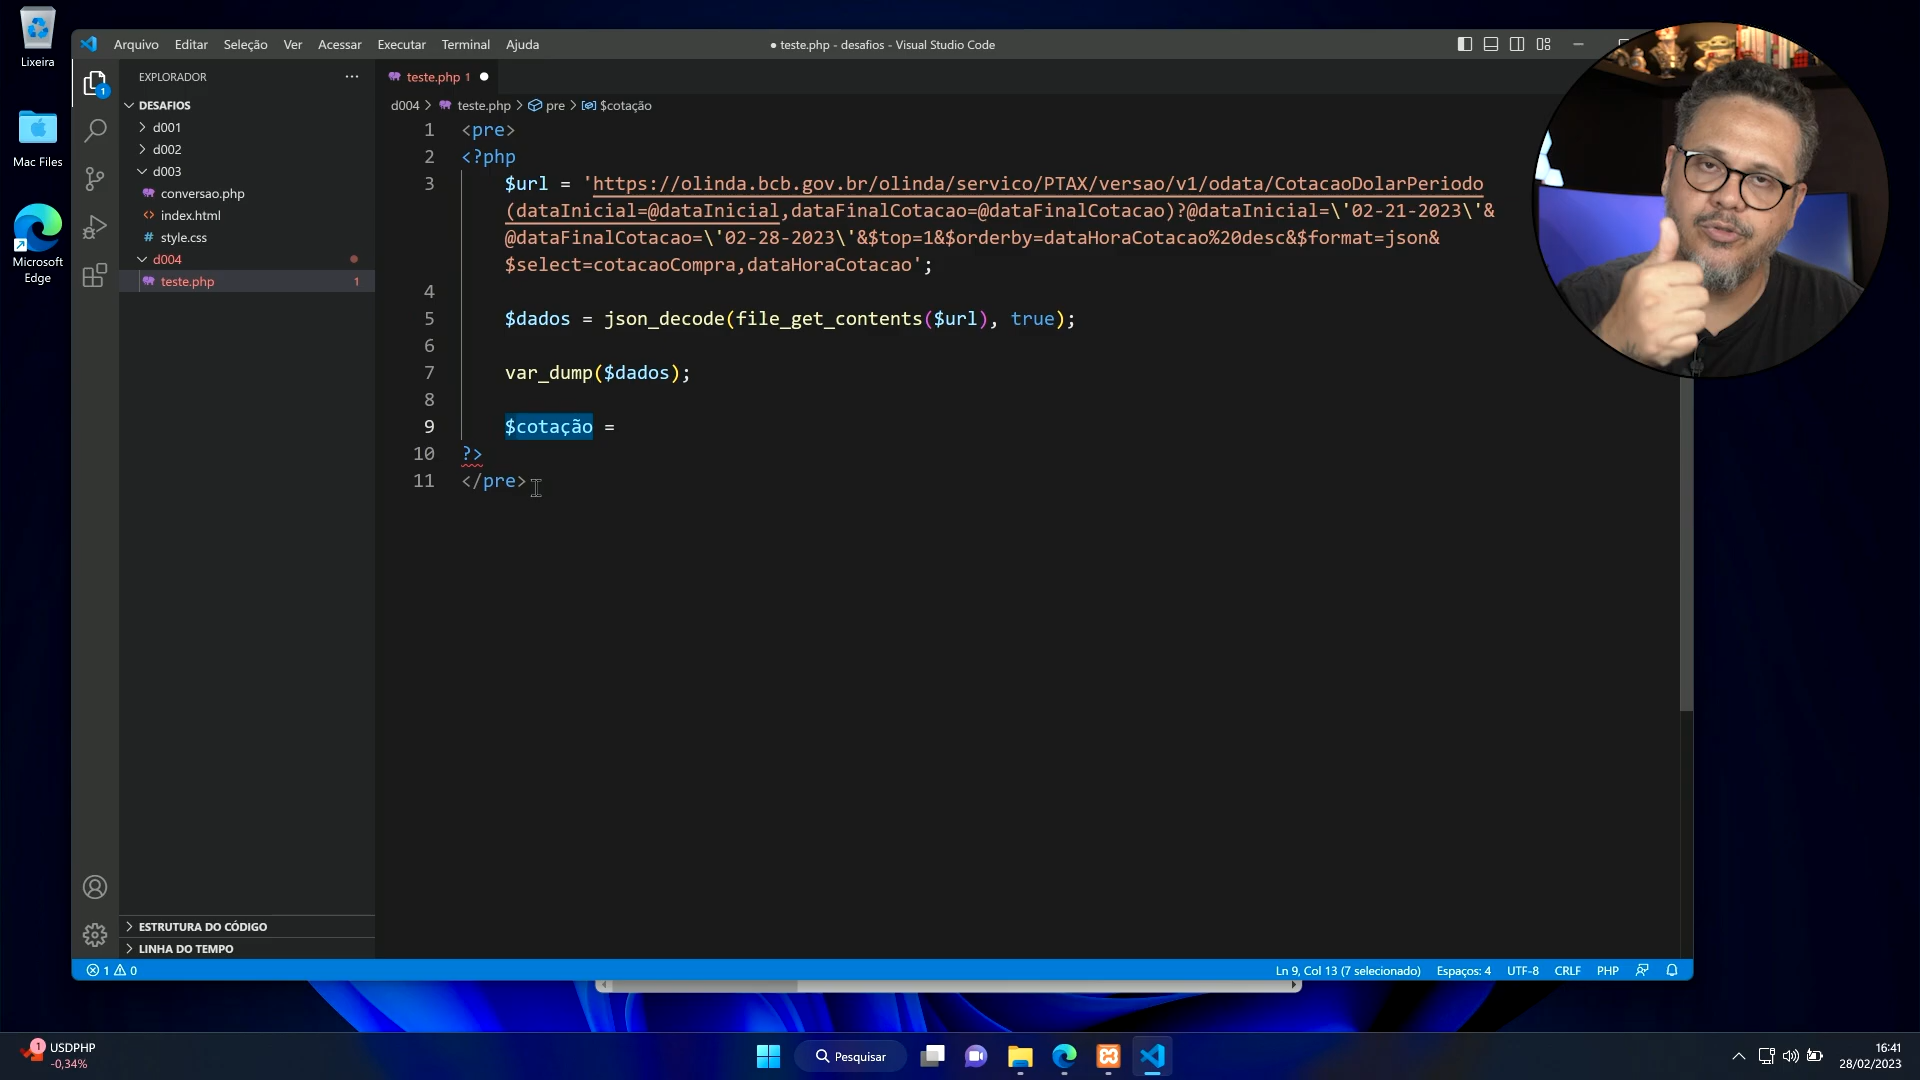 Lixeira
Mac Files
Microsoft
Edge
Arquivo Editar Seleção Ver Acessar Executar Terminal Ajuda
● teste.php - desafios - Visual Studio Code
1
EXPLORADOR ...
DESAFIOS
d001
d002
d003
conversao.php
<> index.html
# style.css
d004
teste.php 1
teste.php 1 ●
d004 > teste.php > pre > $cotação
1 <pre>
2 <?php
3 $url = 'https://olinda.bcb.gov.br/olinda/servico/PTAX/versao/v1/odata/CotacaoDolarPeriodo
(dataInicial=@dataInicial,dataFinalCotacao=@dataFinalCotacao)?@dataInicial=\'02-21-2023\'&
@dataFinalCotacao=\'02-28-2023\'&$top=1&$orderby=dataHoraCotacao%20desc&$format=json&
$select=cotacaoCompra,dataHoraCotacao';
4
5 $dados = json_decode(file_get_contents($url), true);
6
7 var_dump($dados);
8
9 $cotação =
10 ?>
11 </pre>
ESTRUTURA DO CÓDIGO
LINHA DO TEMPO
1 0
Ln 9, Col 13 (7 selecionado) Espaços: 4 UTF-8 CRLF PHP
1
USDPHP
-0,34%
Pesquisar
16:41
28/02/2023